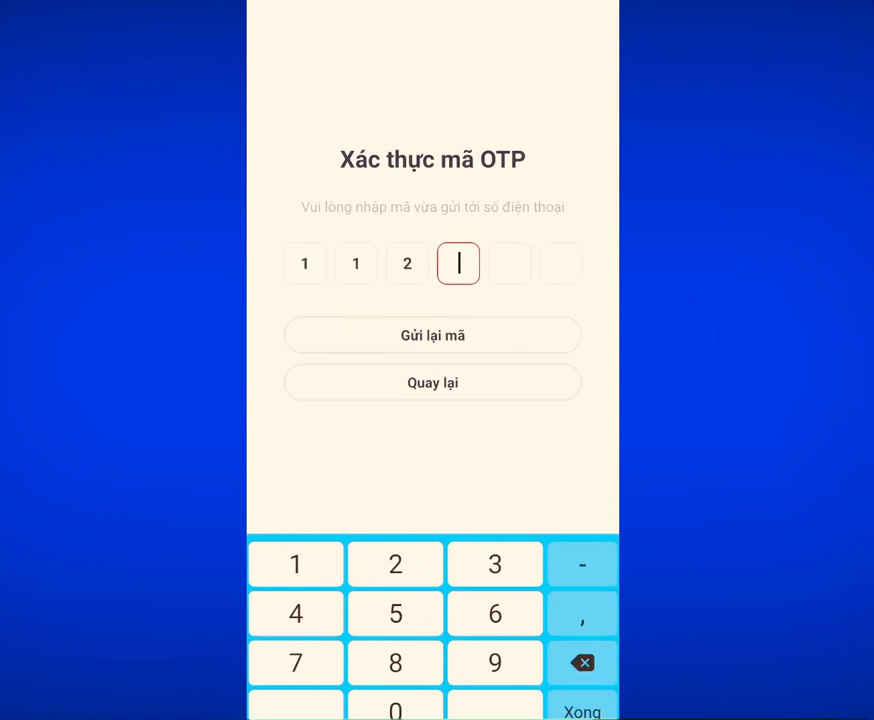 Xác thực mã OTP
Vui lòng nhập mã vừa gửi tới số điện thoại
1 1 2
Gửi lại mã
Quay lại
1 2 3 -
4 5 6 ,
7 8 9
0 Xong